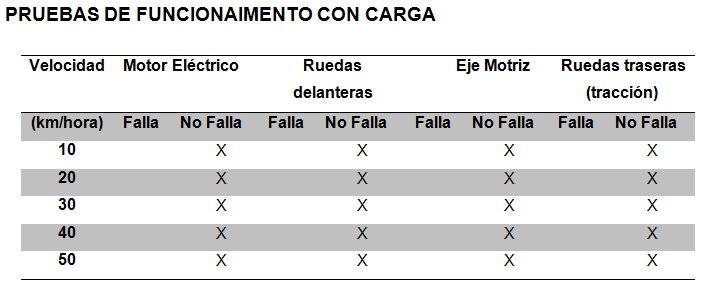 PRUEBAS DE FUNCIONAIMENTO CON CARGA
Velocidad Motor Eléctrico Ruedas Eje Motriz Ruedas traseras
delanteras (tracción)
(km/hora) Falla No Falla Falla No Falla Falla No Falla Falla No Falla
10 X X X X
20 X X X X
30 X X X X
40 X X X X
50 X X X X